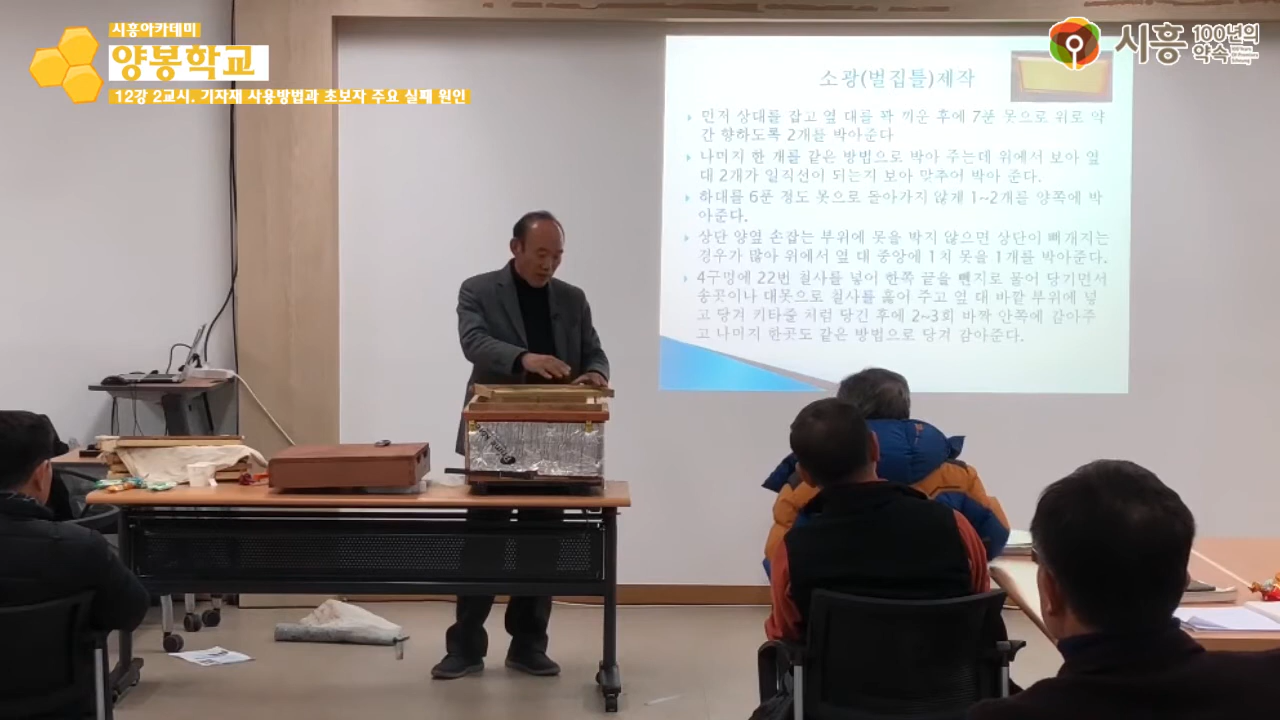 시흥아카데미
양봉학교
12강 2교시. 기자재 사용방법과 초보자 주요 실패 원인
시흥 100년의
약속
소광(벌집틀)제작
먼저 상대를 잡고 옆 대를 꽉 끼운 후에 7푼 못으로 위로 약
간 향하도록 2개를 박아준다
나머지 한 개를 같은 방법으로 박아 주는데 위에서 보아 옆
대 2개가 일직선이 되는지 보아 맞추어 박아 준다.
하대를 6푼 정도 못으로 돌아가지 않게 1~2개를 양쪽에 박
아준다.
상단 양옆 손잡는 부위에 못을 박지 않으면 상단이 빠개지는
경우가 많아 위에서 옆 대 중앙에 1치 못을 1개를 박아준다.
4구멍에 22번 철사를 넣어 한쪽 끝을 뺀지로 물어 당기면서
송곳이나 대못으로 철사를 훑어 주고 옆 대 바깥 부위에 넣
고 당겨 키타줄 처럼 당긴 후에 2~3회 바짝 안쪽에 감아주
고 나머지 한곳도 같은 방법으로 당겨 감아준다.